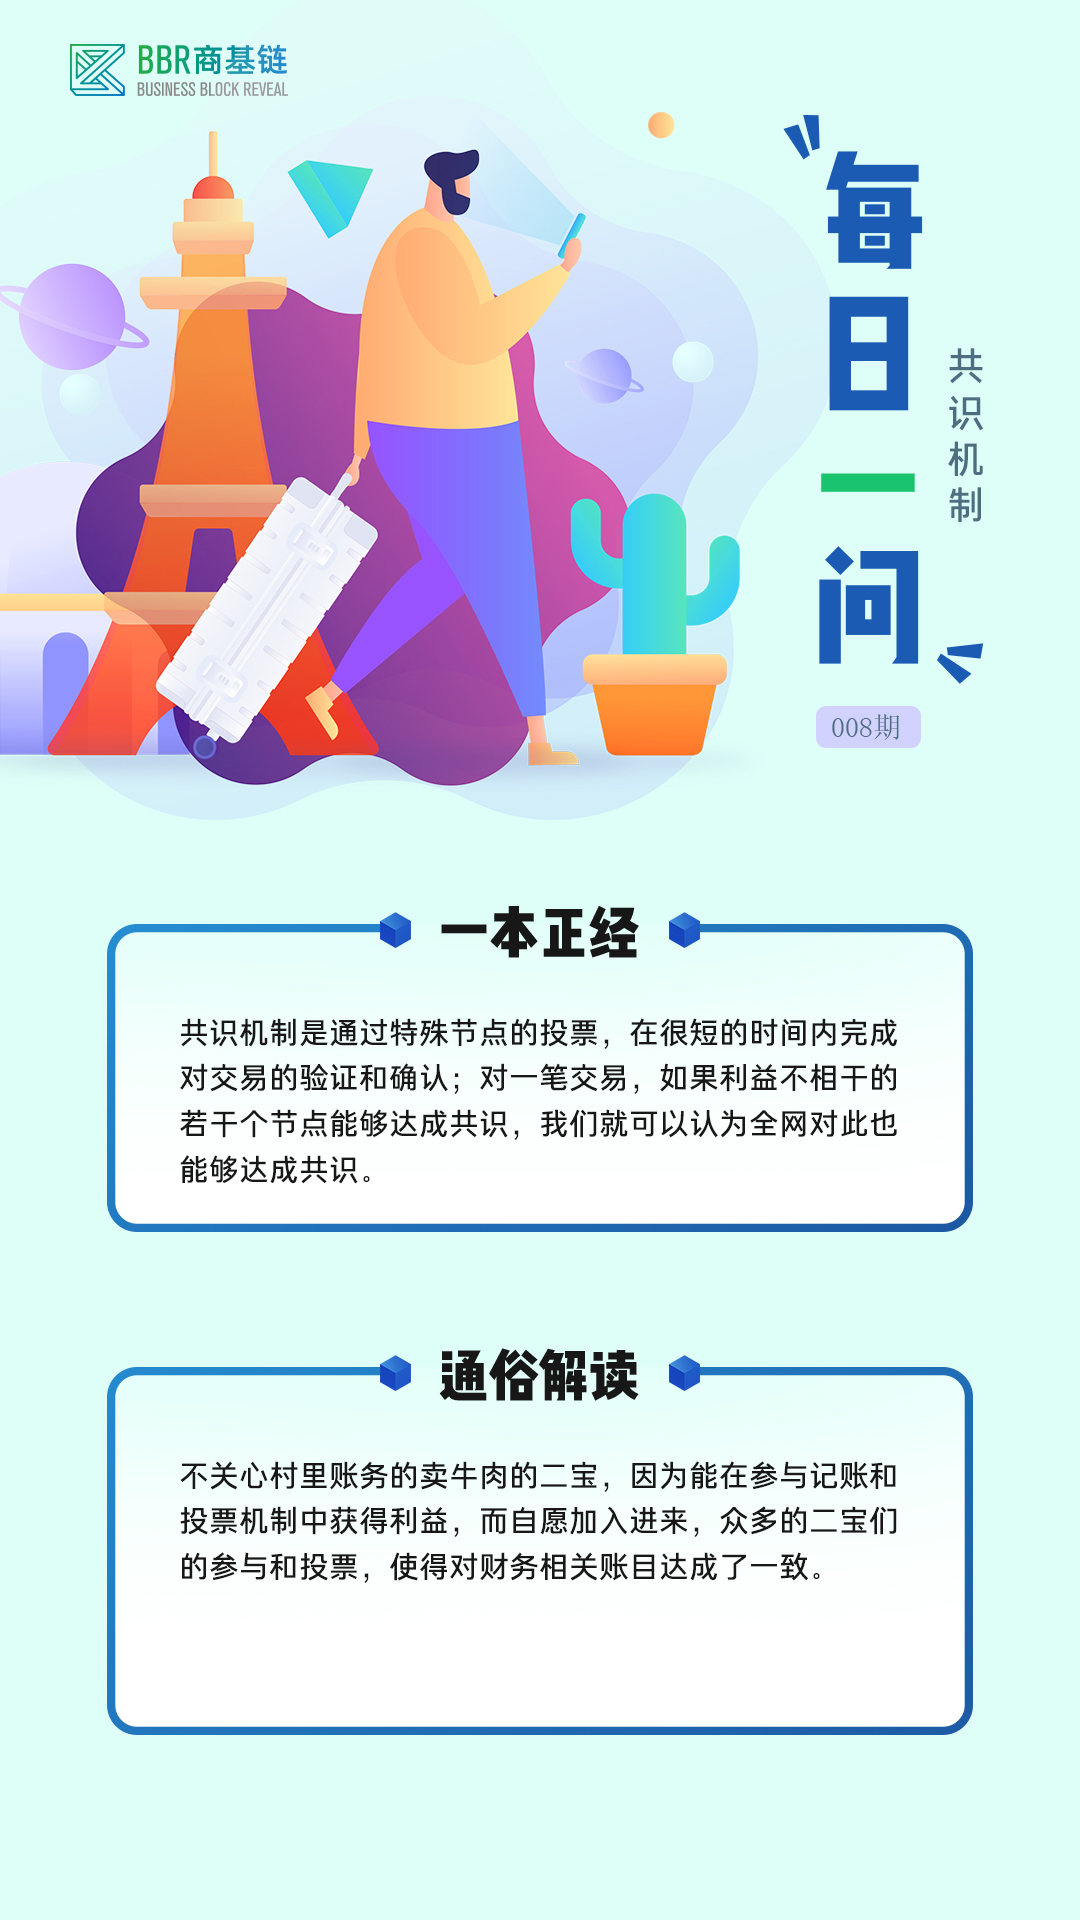 BBR商基链
BUSINESS BLOCK REVEAL
每日一问
共识机制
008期
一本正经
共识机制是通过特殊节点的投票，在很短的时间内完成
对交易的验证和确认；对一笔交易，如果利益不相干的
若干个节点能够达成共识，我们就可以认为全网对此也
能够达成共识。
通俗解读
不关心村里账务的卖牛肉的二宝，因为能在参与记账和
投票机制中获得利益，而自愿加入进来，众多的二宝们
的参与和投票，使得对财务相关账目达成了一致。